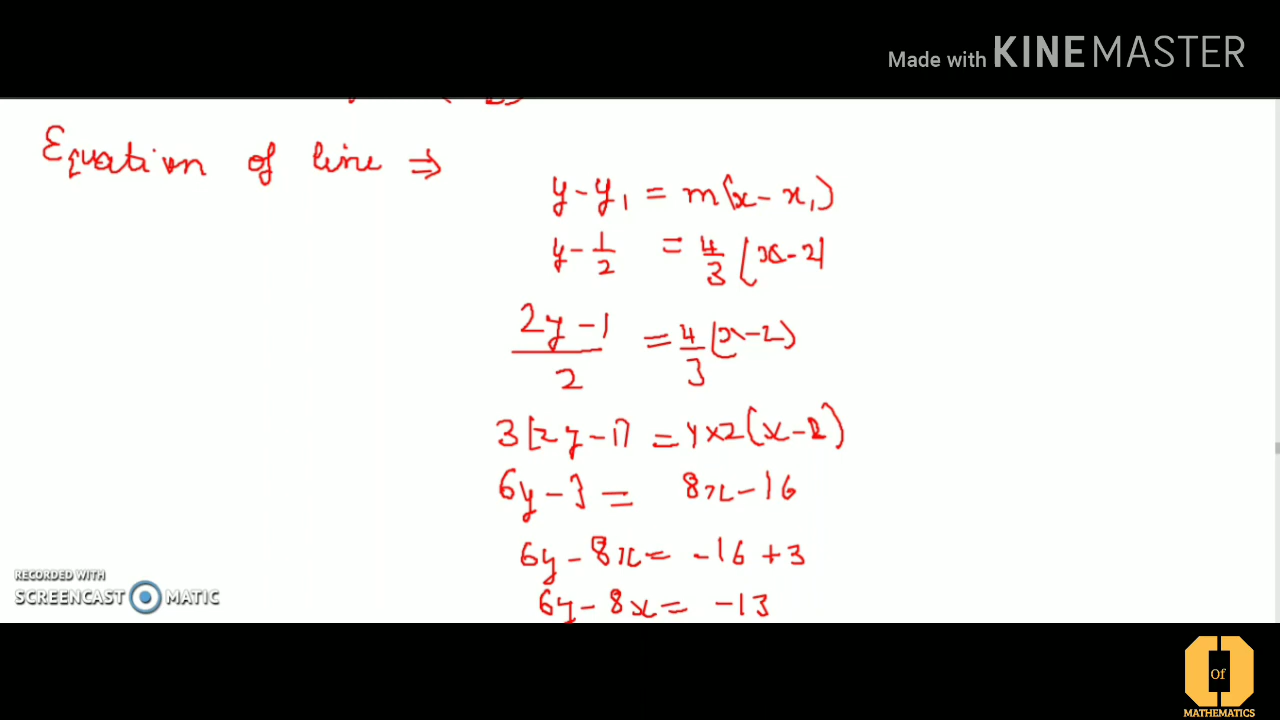 Made with KINEMASTER
Equation of line ⇒
y - y₁ = m(x - x₁)
y - 1/2 = 4/3 [x - 2]
2y - 1 / 2 = 4/3 (x - 2)
3[2y - 1] = 4×2(x - 2)
6y - 3 = 8x - 16
6y - 8x = -16 + 3
6y - 8x = -13
RECORDED WITH
SCREENCAST MATIC
Of
MATHEMATICS